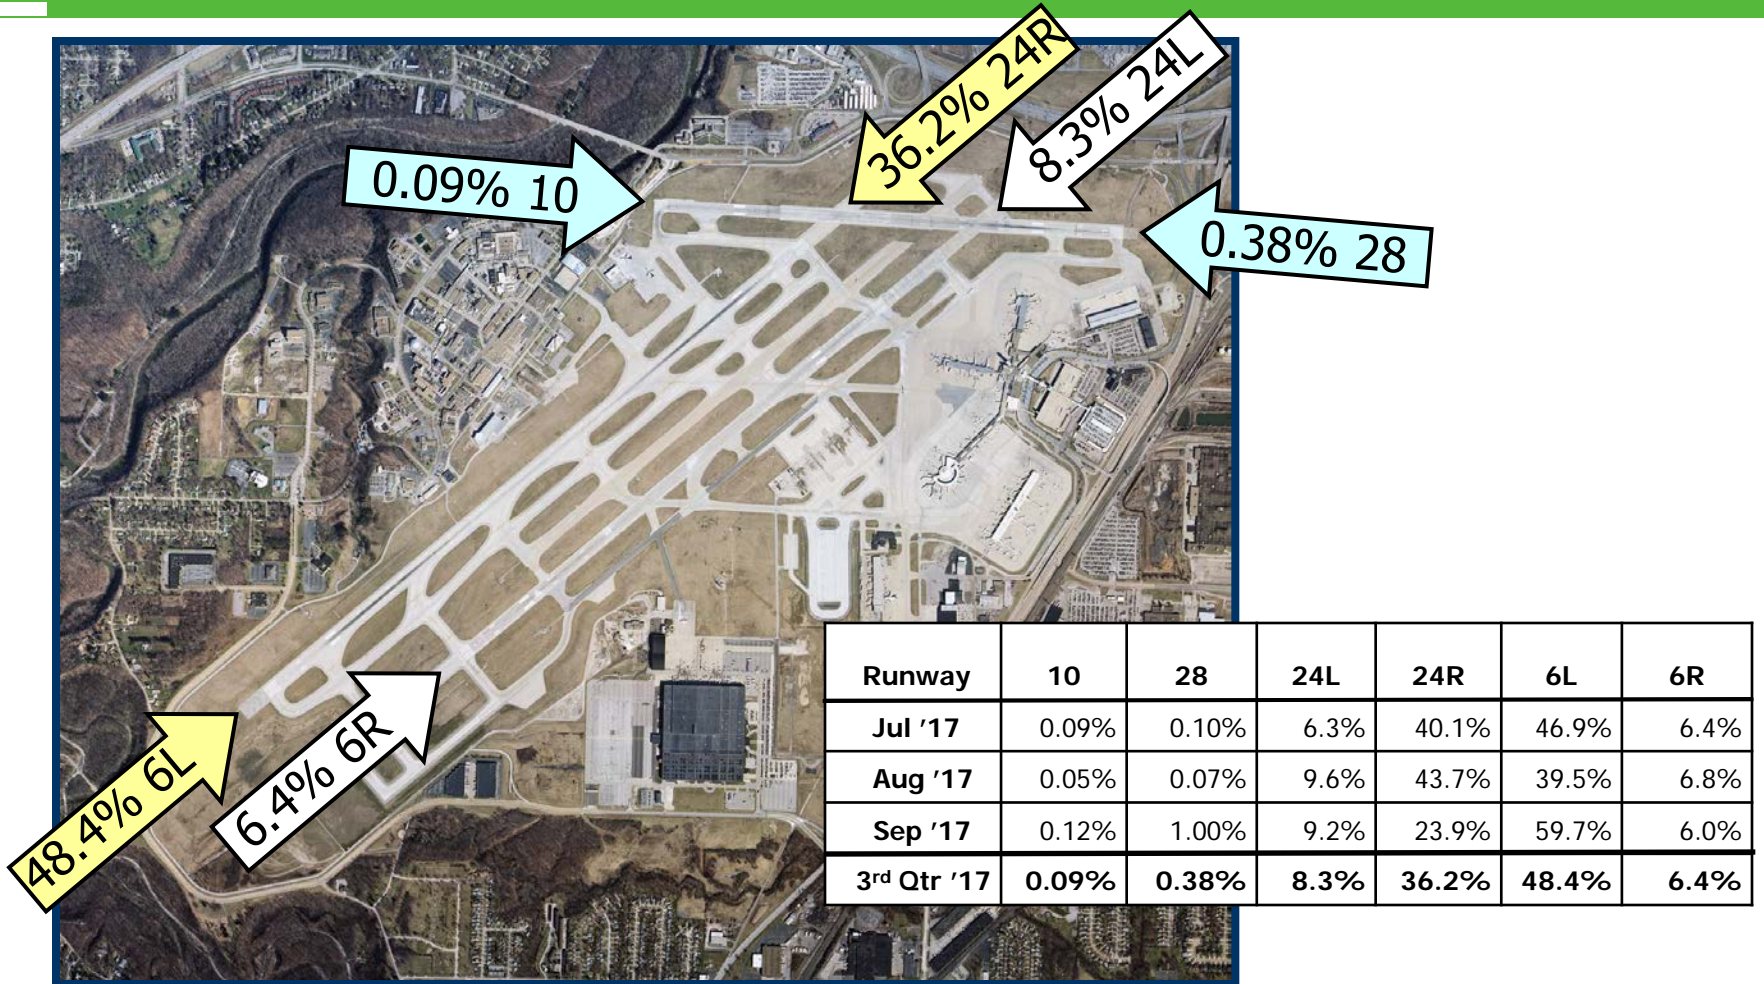 36.2% 24R
8.3% 24L
0.09% 10
0.38% 28
48.4% 6L
6.4% 6R
Runway 10 28 24L 24R 6L 6R
Jul '17 0.09% 0.10% 6.3% 40.1% 46.9% 6.4%
Aug '17 0.05% 0.07% 9.6% 43.7% 39.5% 6.8%
Sep '17 0.12% 1.00% 9.2% 23.9% 59.7% 6.0%
3rd Qtr '17 0.09% 0.38% 8.3% 36.2% 48.4% 6.4%